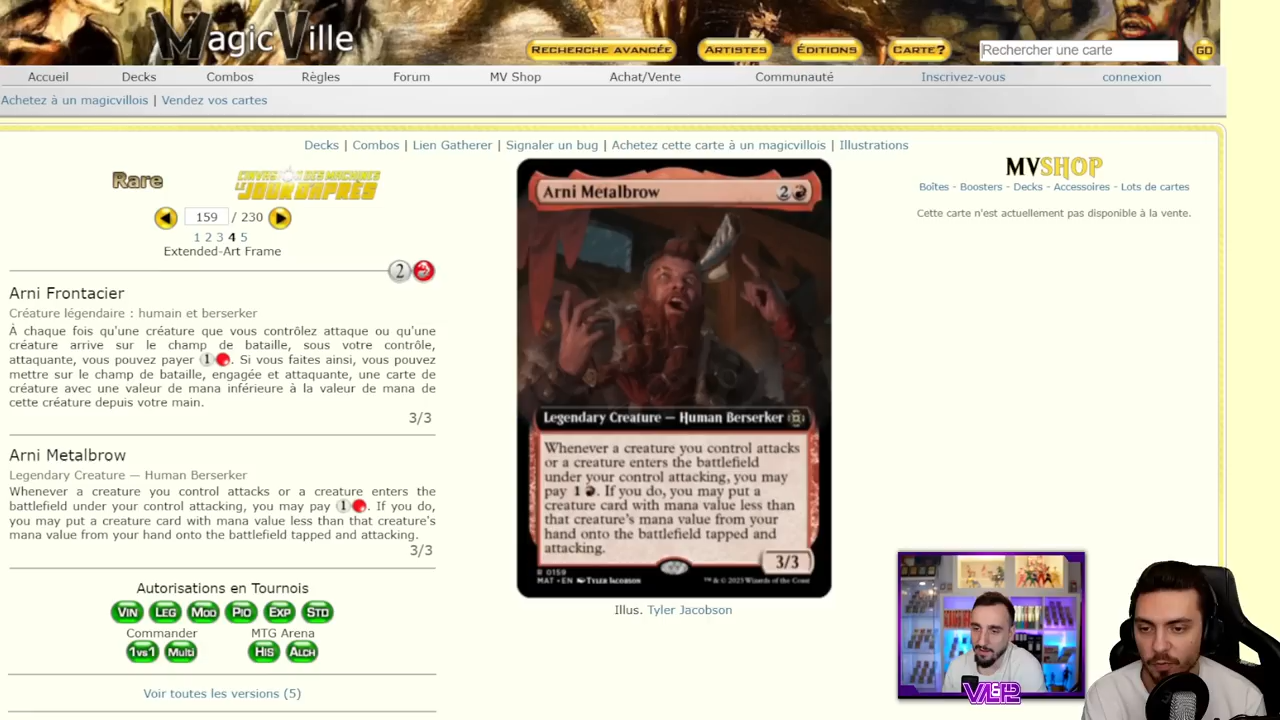 MagicVille
RECHERCHE AVANCÉE
ARTISTES
ÉDITIONS
CARTE?
Rechercher une carte
GO
Accueil
Decks
Combos
Règles
Forum
MV Shop
Achat/Vente
Communauté
Inscrivez-vous
connexion
Achetez à un magicvillois | Vendez vos cartes
Decks | Combos | Lien Gatherer | Signaler un bug | Achetez cette carte à un magicvillois | Illustrations
Rare
159 / 230
1 2 3 4 5
Extended-Art Frame
2
Arni Frontacier
Créature légendaire : humain et berserker
À chaque fois qu'une créature que vous contrôlez attaque ou qu'une
créature arrive sur le champ de bataille, sous votre contrôle,
attaquante, vous pouvez payer 1. Si vous faites ainsi, vous pouvez
mettre sur le champ de bataille, engagée et attaquante, une carte de
créature avec une valeur de mana inférieure à la valeur de mana de
cette créature depuis votre main.
3/3
Arni Metalbrow
Legendary Creature — Human Berserker
Whenever a creature you control attacks or a creature enters the
battlefield under your control attacking, you may pay 1. If you do,
you may put a creature card with mana value less than that creature's
mana value from your hand onto the battlefield tapped and attacking.
3/3
Autorisations en Tournois
VIN LEG MOD PIO EXP STD
Commander
MTG Arena
1vs1 Multi
HIS ALCH
Voir toutes les versions (5)
Arni Metalbrow
2
Legendary Creature — Human Berserker
Whenever a creature you control attacks
or a creature enters the battlefield
under your control attacking, you may
pay 1. If you do, you may put a
creature card with mana value less than
that creature's mana value from your
hand onto the battlefield tapped and
attacking.
3/3
R 0159
MAT • EN Tyler Jacobson
™ & © 2023 Wizards of the Coast
Illus. Tyler Jacobson
MVSHOP
Boîtes - Boosters - Decks - Accessoires - Lots de cartes
Cette carte n'est actuellement pas disponible à la vente.